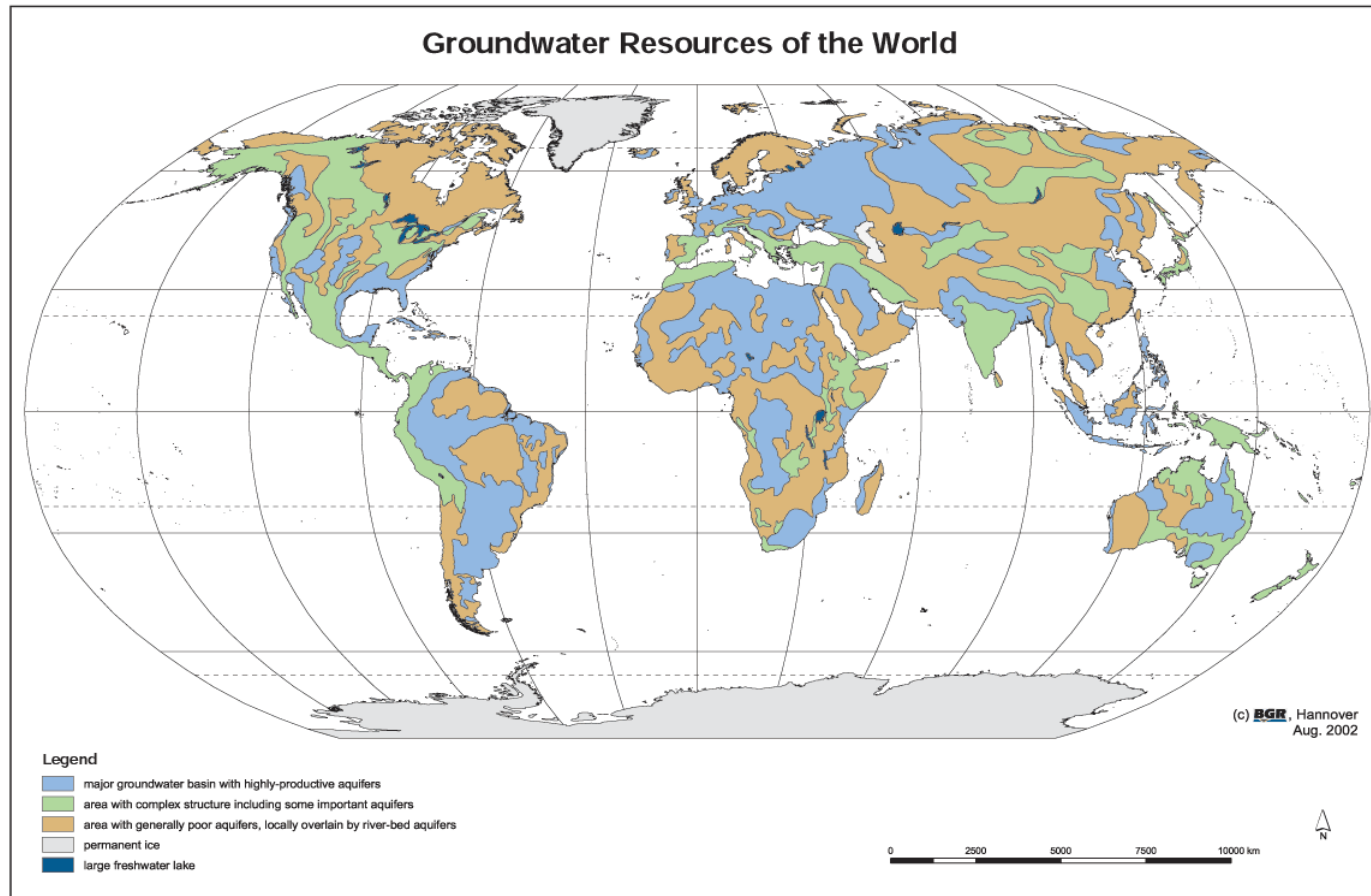 Groundwater Resources of the World
(c) BGR, Hannover
Aug. 2002
Legend
major groundwater basin with highly-productive aquifers
area with complex structure including some important aquifers
area with generally poor aquifers, locally overlain by river-bed aquifers
permanent ice
large freshwater lake
0 2500 5000 7500 10000 km
N